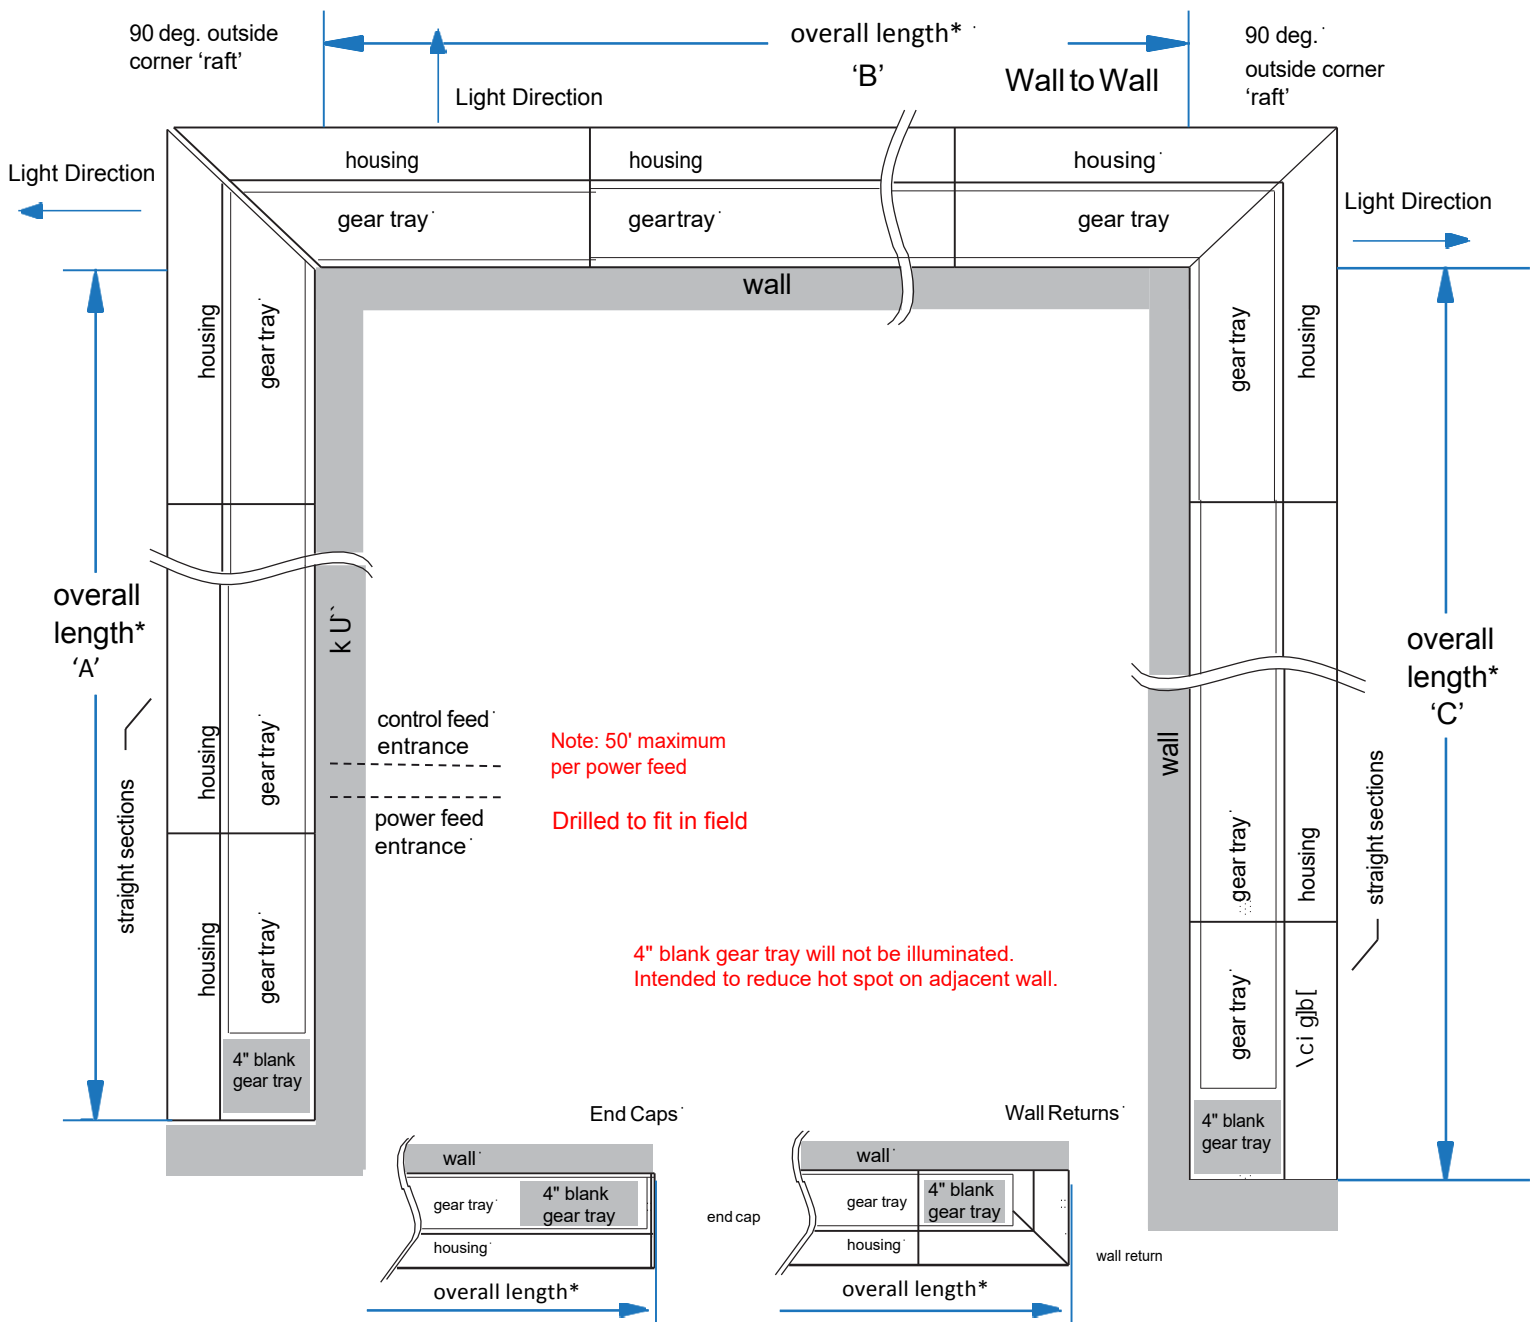 90 deg. outside
corner ‘raft’
overall length*
‘B’
Wall to Wall
90 deg.
outside corner
‘raft’
Light Direction
Light Direction
Light Direction
housing
housing
housing
gear tray
geartray
gear tray
wall
housing
gear tray
gear tray
housing
overall
length*
‘A’
k U``
overall
length*
‘C’
control feed
entrance
power feed
entrance
Note: 50' maximum
per power feed
Drilled to fit in field
wall
straight sections
housing
gear tray
gear tray
housing
straight sections
housing
gear tray
4" blank gear tray will not be illuminated.
Intended to reduce hot spot on adjacent wall.
gear tray
\ci g]b[
4" blank
gear tray
4" blank
gear tray
End Caps
Wall Returns
wall
gear tray
4" blank
gear tray
housing
end cap
overall length*
wall
gear tray
4" blank
gear tray
housing
wall return
overall length*